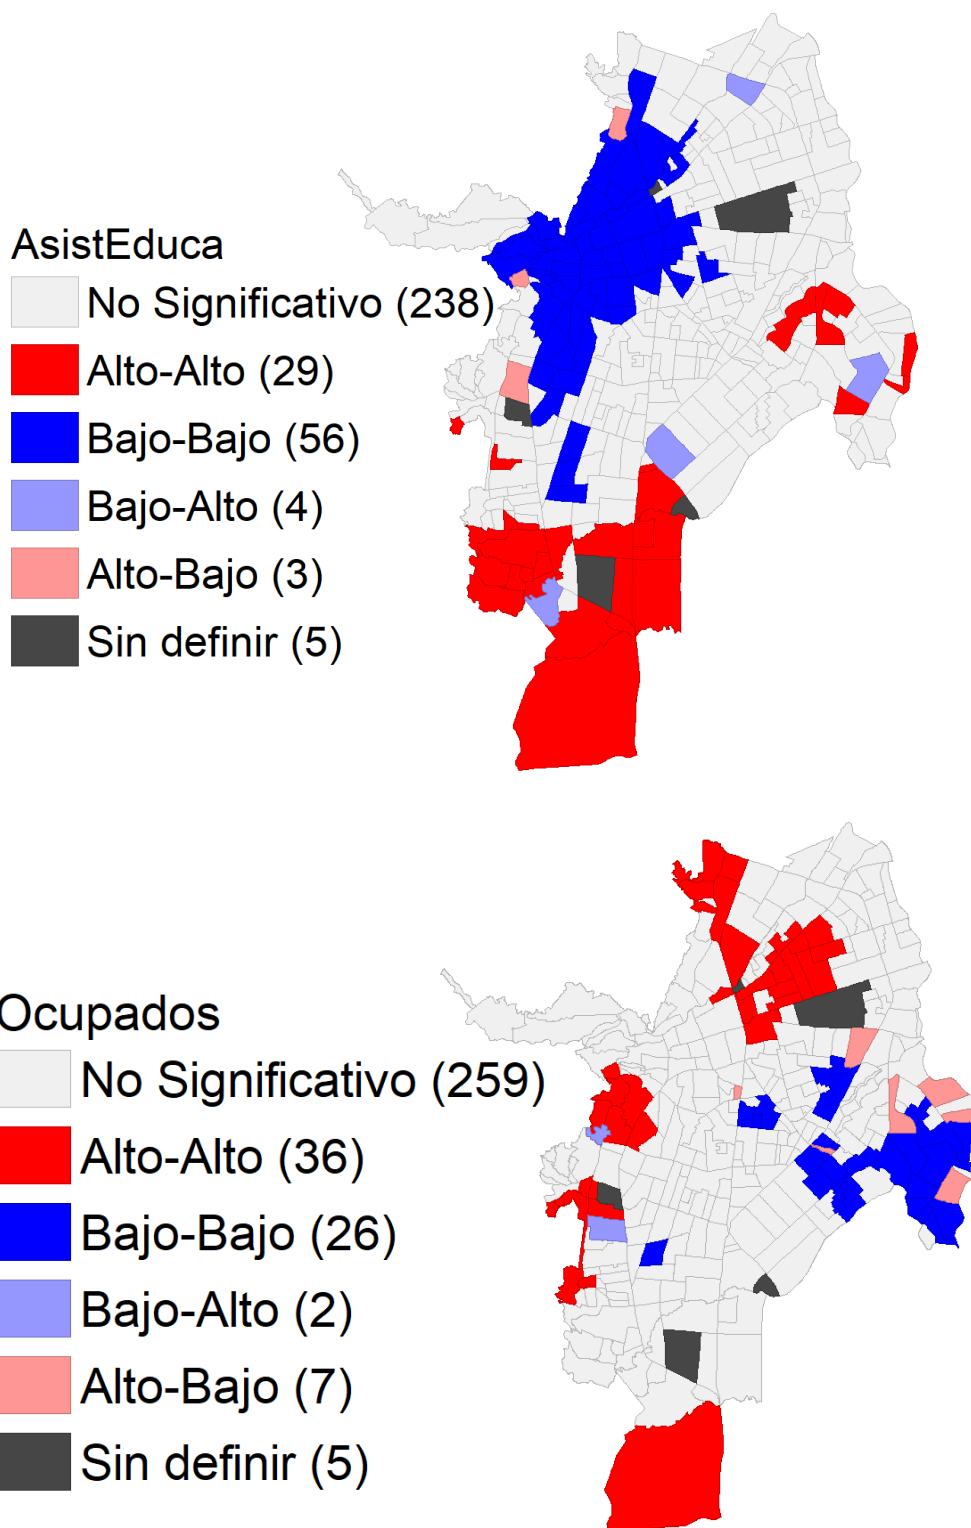 AsistEduca
No Significativo (238)
Alto-Alto (29)
Bajo-Bajo (56)
Bajo-Alto (4)
Alto-Bajo (3)
Sin definir (5)
Ocupados
No Significativo (259)
Alto-Alto (36)
Bajo-Bajo (26)
Bajo-Alto (2)
Alto-Bajo (7)
Sin definir (5)